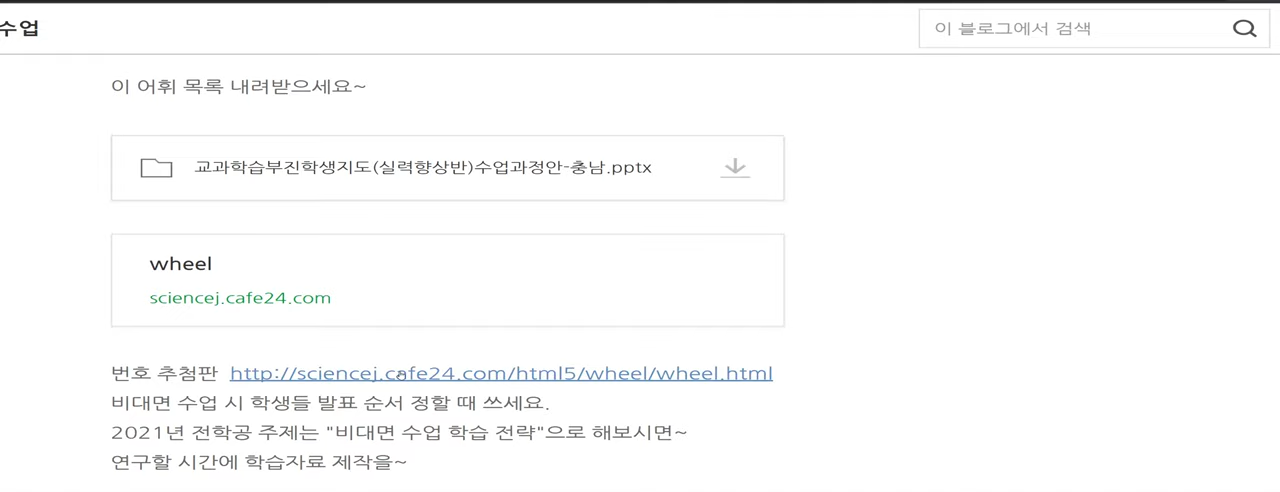 수업
이 블로그에서 검색
이 어휘 목록 내려받으세요~
교과학습부진학생지도(실력향상반)수업과정안-충남.pptx
wheel
sciencej.cafe24.com
번호 추첨판 http://sciencej.cafe24.com/html5/wheel/wheel.html
비대면 수업 시 학생들 발표 순서 정할 때 쓰세요.
2021년 전학공 주제는 "비대면 수업 학습 전략"으로 해보시면~
연구할 시간에 학습자료 제작을~